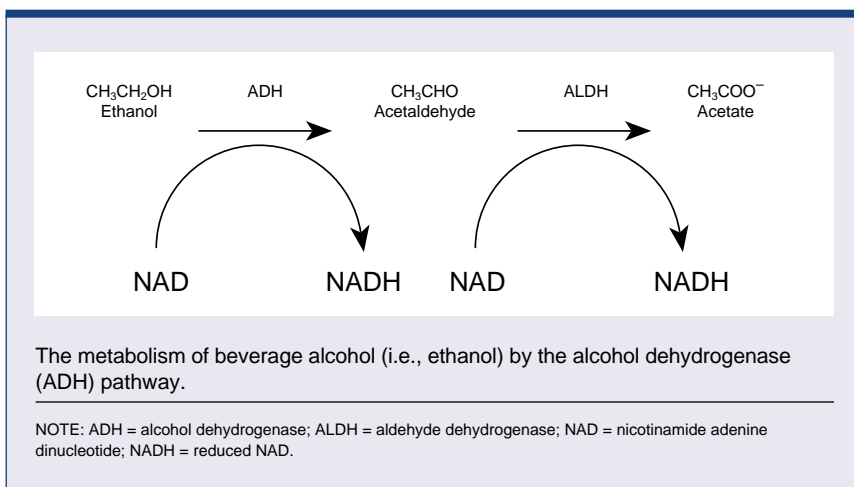 CH₃CH₂OH ADH CH₃CHO ALDH CH₃COO⁻
Ethanol Acetaldehyde Acetate
NAD NADH NAD NADH
The metabolism of beverage alcohol (i.e., ethanol) by the alcohol dehydrogenase
(ADH) pathway.
NOTE: ADH = alcohol dehydrogenase; ALDH = aldehyde dehydrogenase; NAD = nicotinamide adenine
dinucleotide; NADH = reduced NAD.